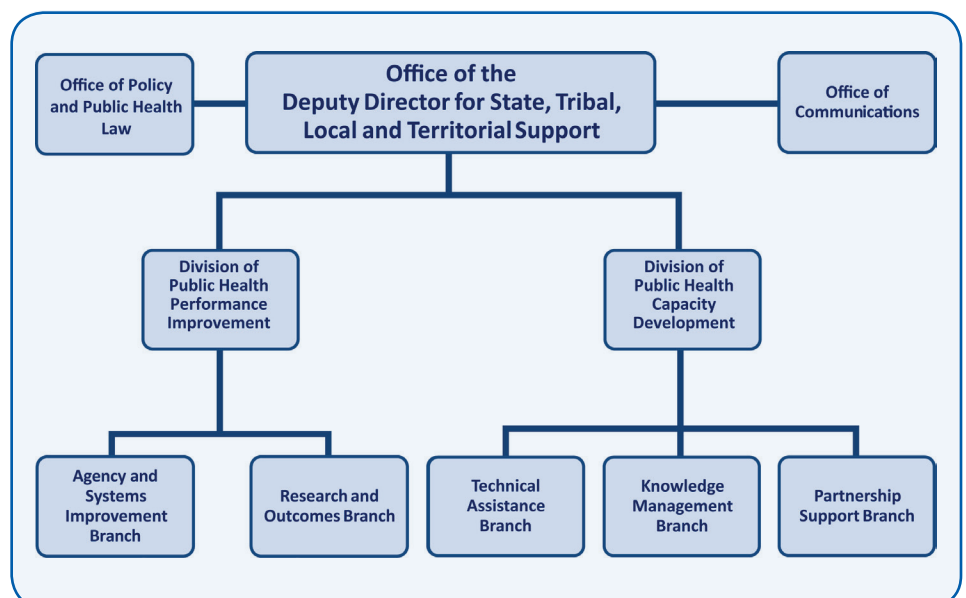 Office of Policy
and Public Health
Law
Office of the
Deputy Director for State, Tribal,
Local and Territorial Support
Office of
Communications
Division of
Public Health
Performance
Improvement
Division of
Public Health
Capacity
Development
Agency and
Systems
Improvement
Branch
Research and
Outcomes Branch
Technical
Assistance
Branch
Knowledge
Management
Branch
Partnership
Support Branch